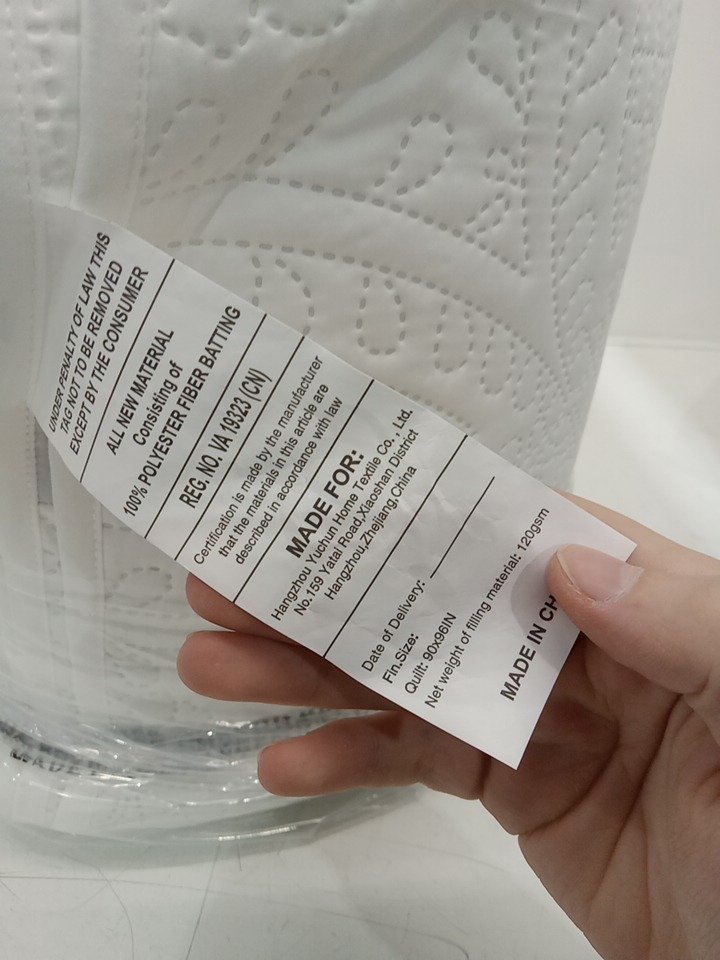 UNDER PENALTY OF LAW THIS
TAG NOT TO BE REMOVED
EXCEPT BY THE CONSUMER
ALL NEW MATERIAL
Consisting of
100% POLYESTER FIBER BATTING
REG. NO. VA 19323 (CN)
Certification is made by the manufacturer
that the materials in this article are
described in accordance with law
MADE FOR:
Hangzhou Yuchun Home Textile Co., Ltd.
No.159 Yatai Road,Xiaoshan District
Hangzhou,Zhejiang,China
Date of Delivery:
Fin.Size:
Quilt: 90x96IN
Net weight of filling material: 120gsm
MADE IN CH